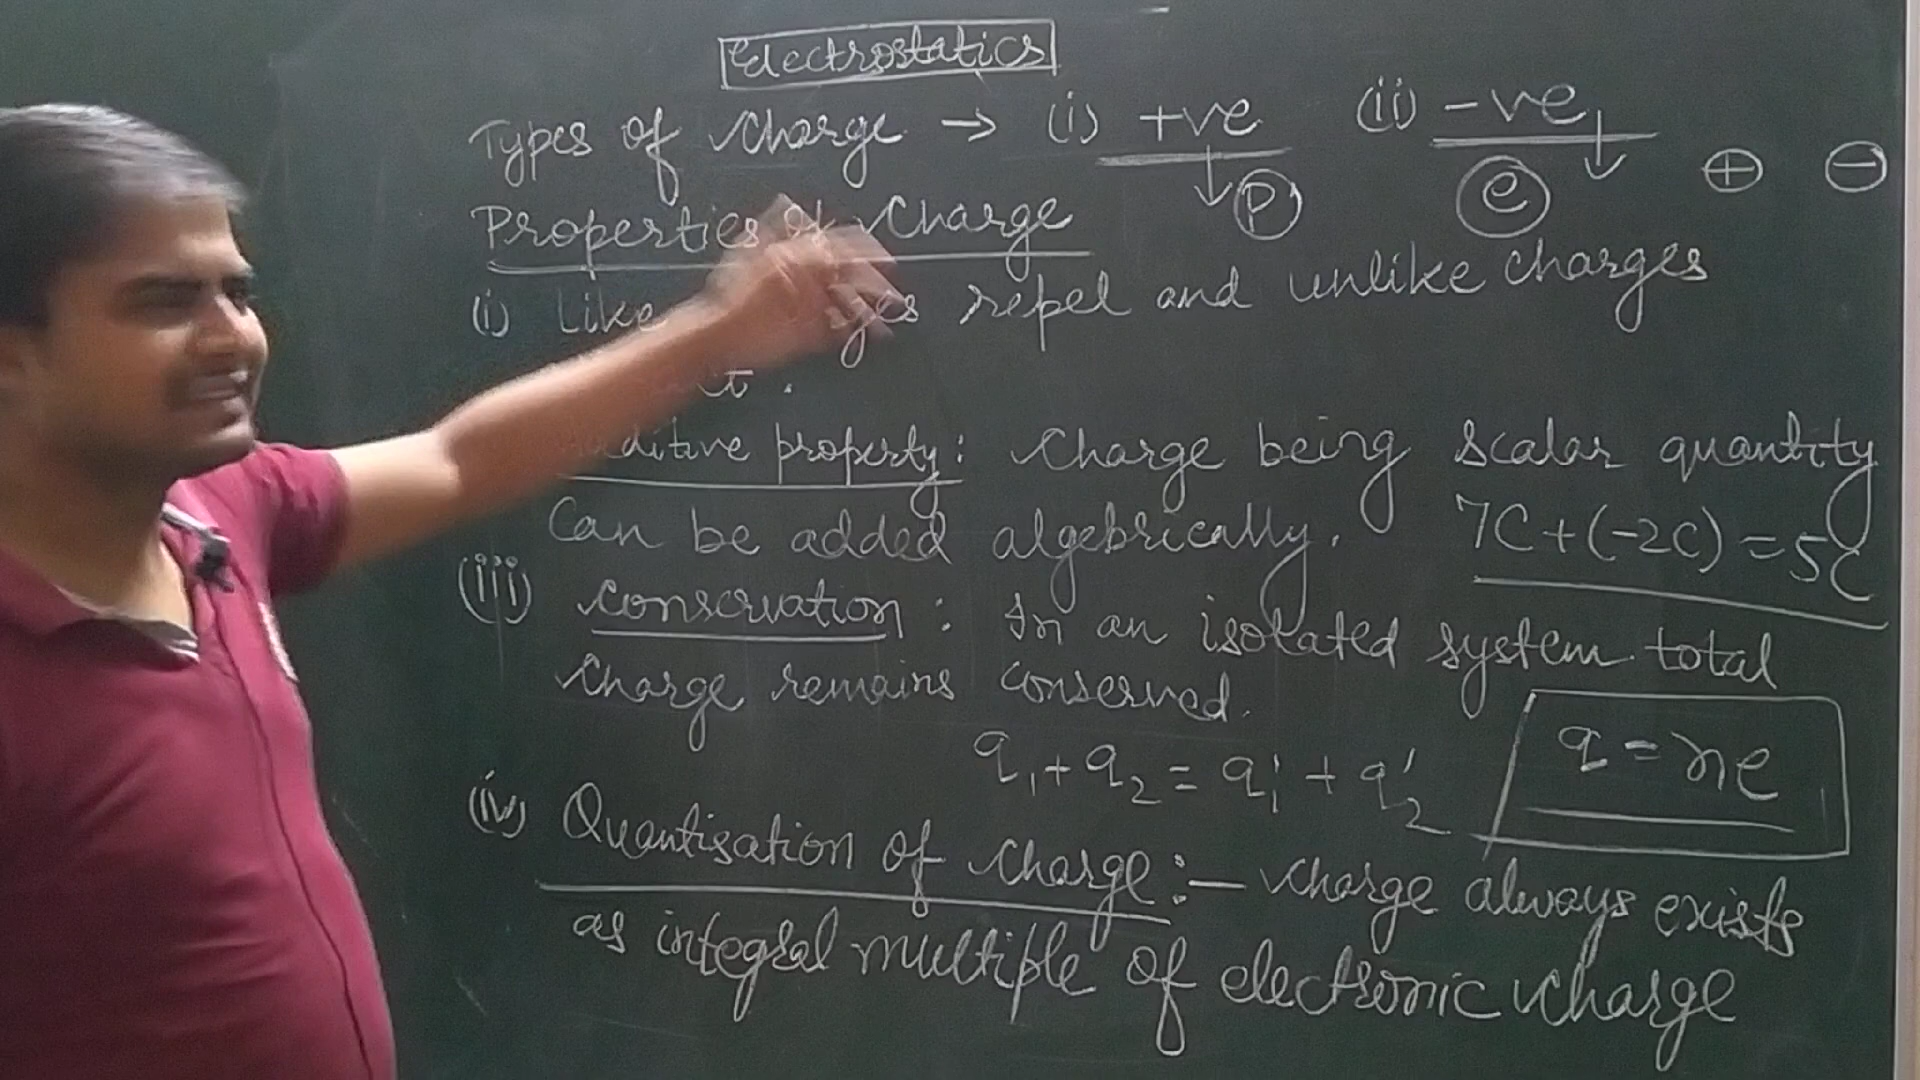 Electrostatics
Types of charge → (i) +ve (ii) -ve
p e + -
Properties of charge
(i) Like repel and unlike charges
property: Charge being scalar quantity
can be added algebrically. 7C+(-2C)=5C
(iii) conservation: In an isolated system total
charge remains conserved.
q₁+q₂=q₁'+q₂' q=ne
(iv) Quantisation of charge:— charge always exists
as integral multiple of electronic charge